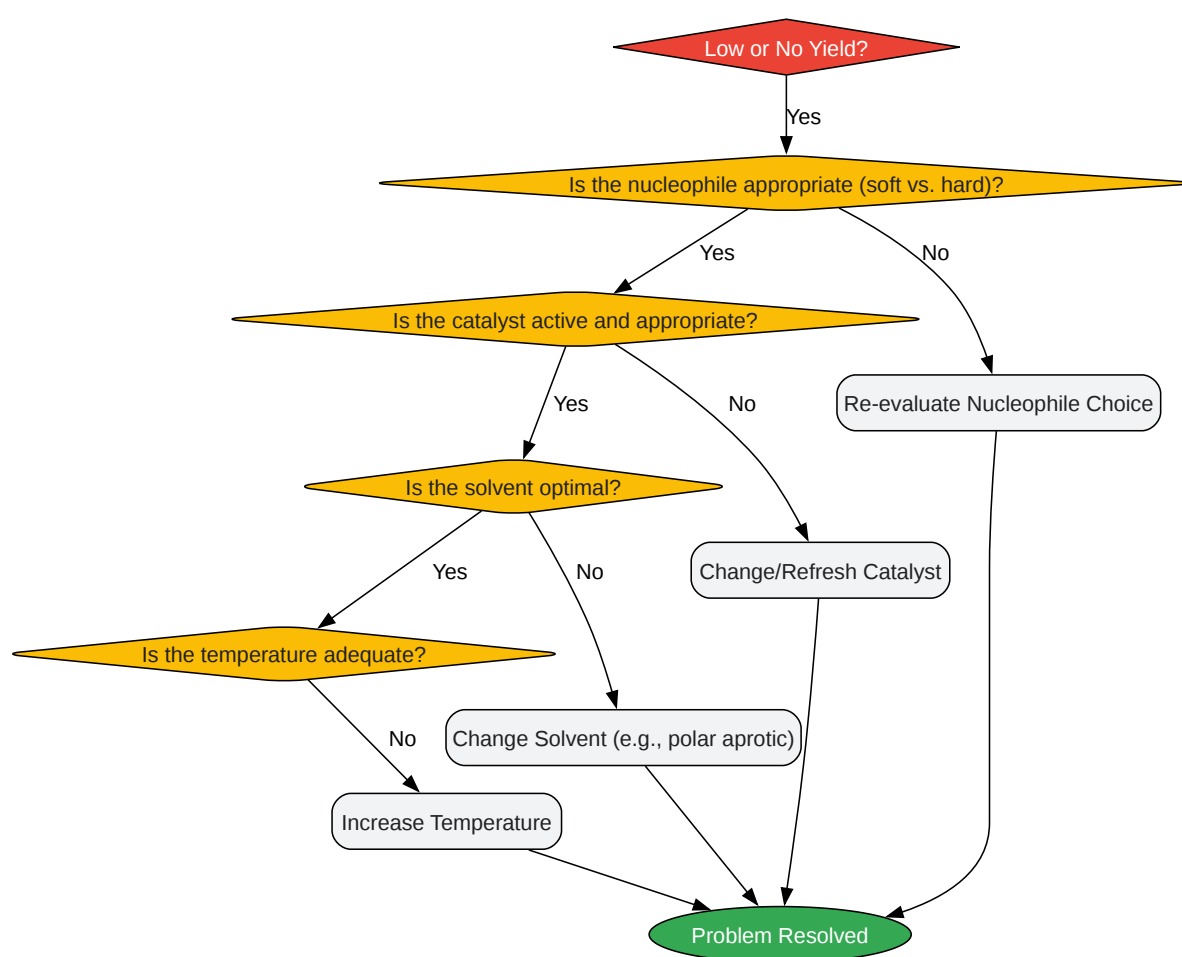 Low or No Yield?
Yes
Is the nucleophile appropriate (soft vs. hard)?
Yes
No
Is the catalyst active and appropriate?
Yes
No
Re-evaluate Nucleophile Choice
Is the solvent optimal?
Yes
No
Change/Refresh Catalyst
Is the temperature adequate?
No
Change Solvent (e.g., polar aprotic)
Increase Temperature
Problem Resolved